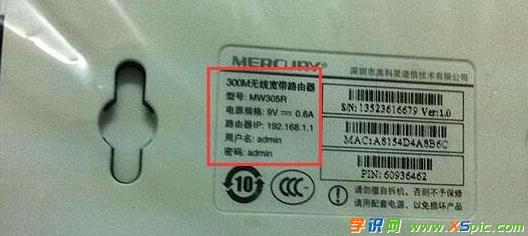 MERCURY 深圳市美科星通信技术有限公司
300M无线宽带路由器
型号: MW305R
电源规格: 9V⎓0.6A
路由器IP: 192.168.1.1
用户名: admin
密码: admin
S/N: 13523616679 Ver:1.0
MAC:A8154D4A8B6C
PIN: 60936462
10
CCC
请勿擅自拆机、否则不予保修
请用配套电源、以免损坏机器
学识网 www.XSpic.com